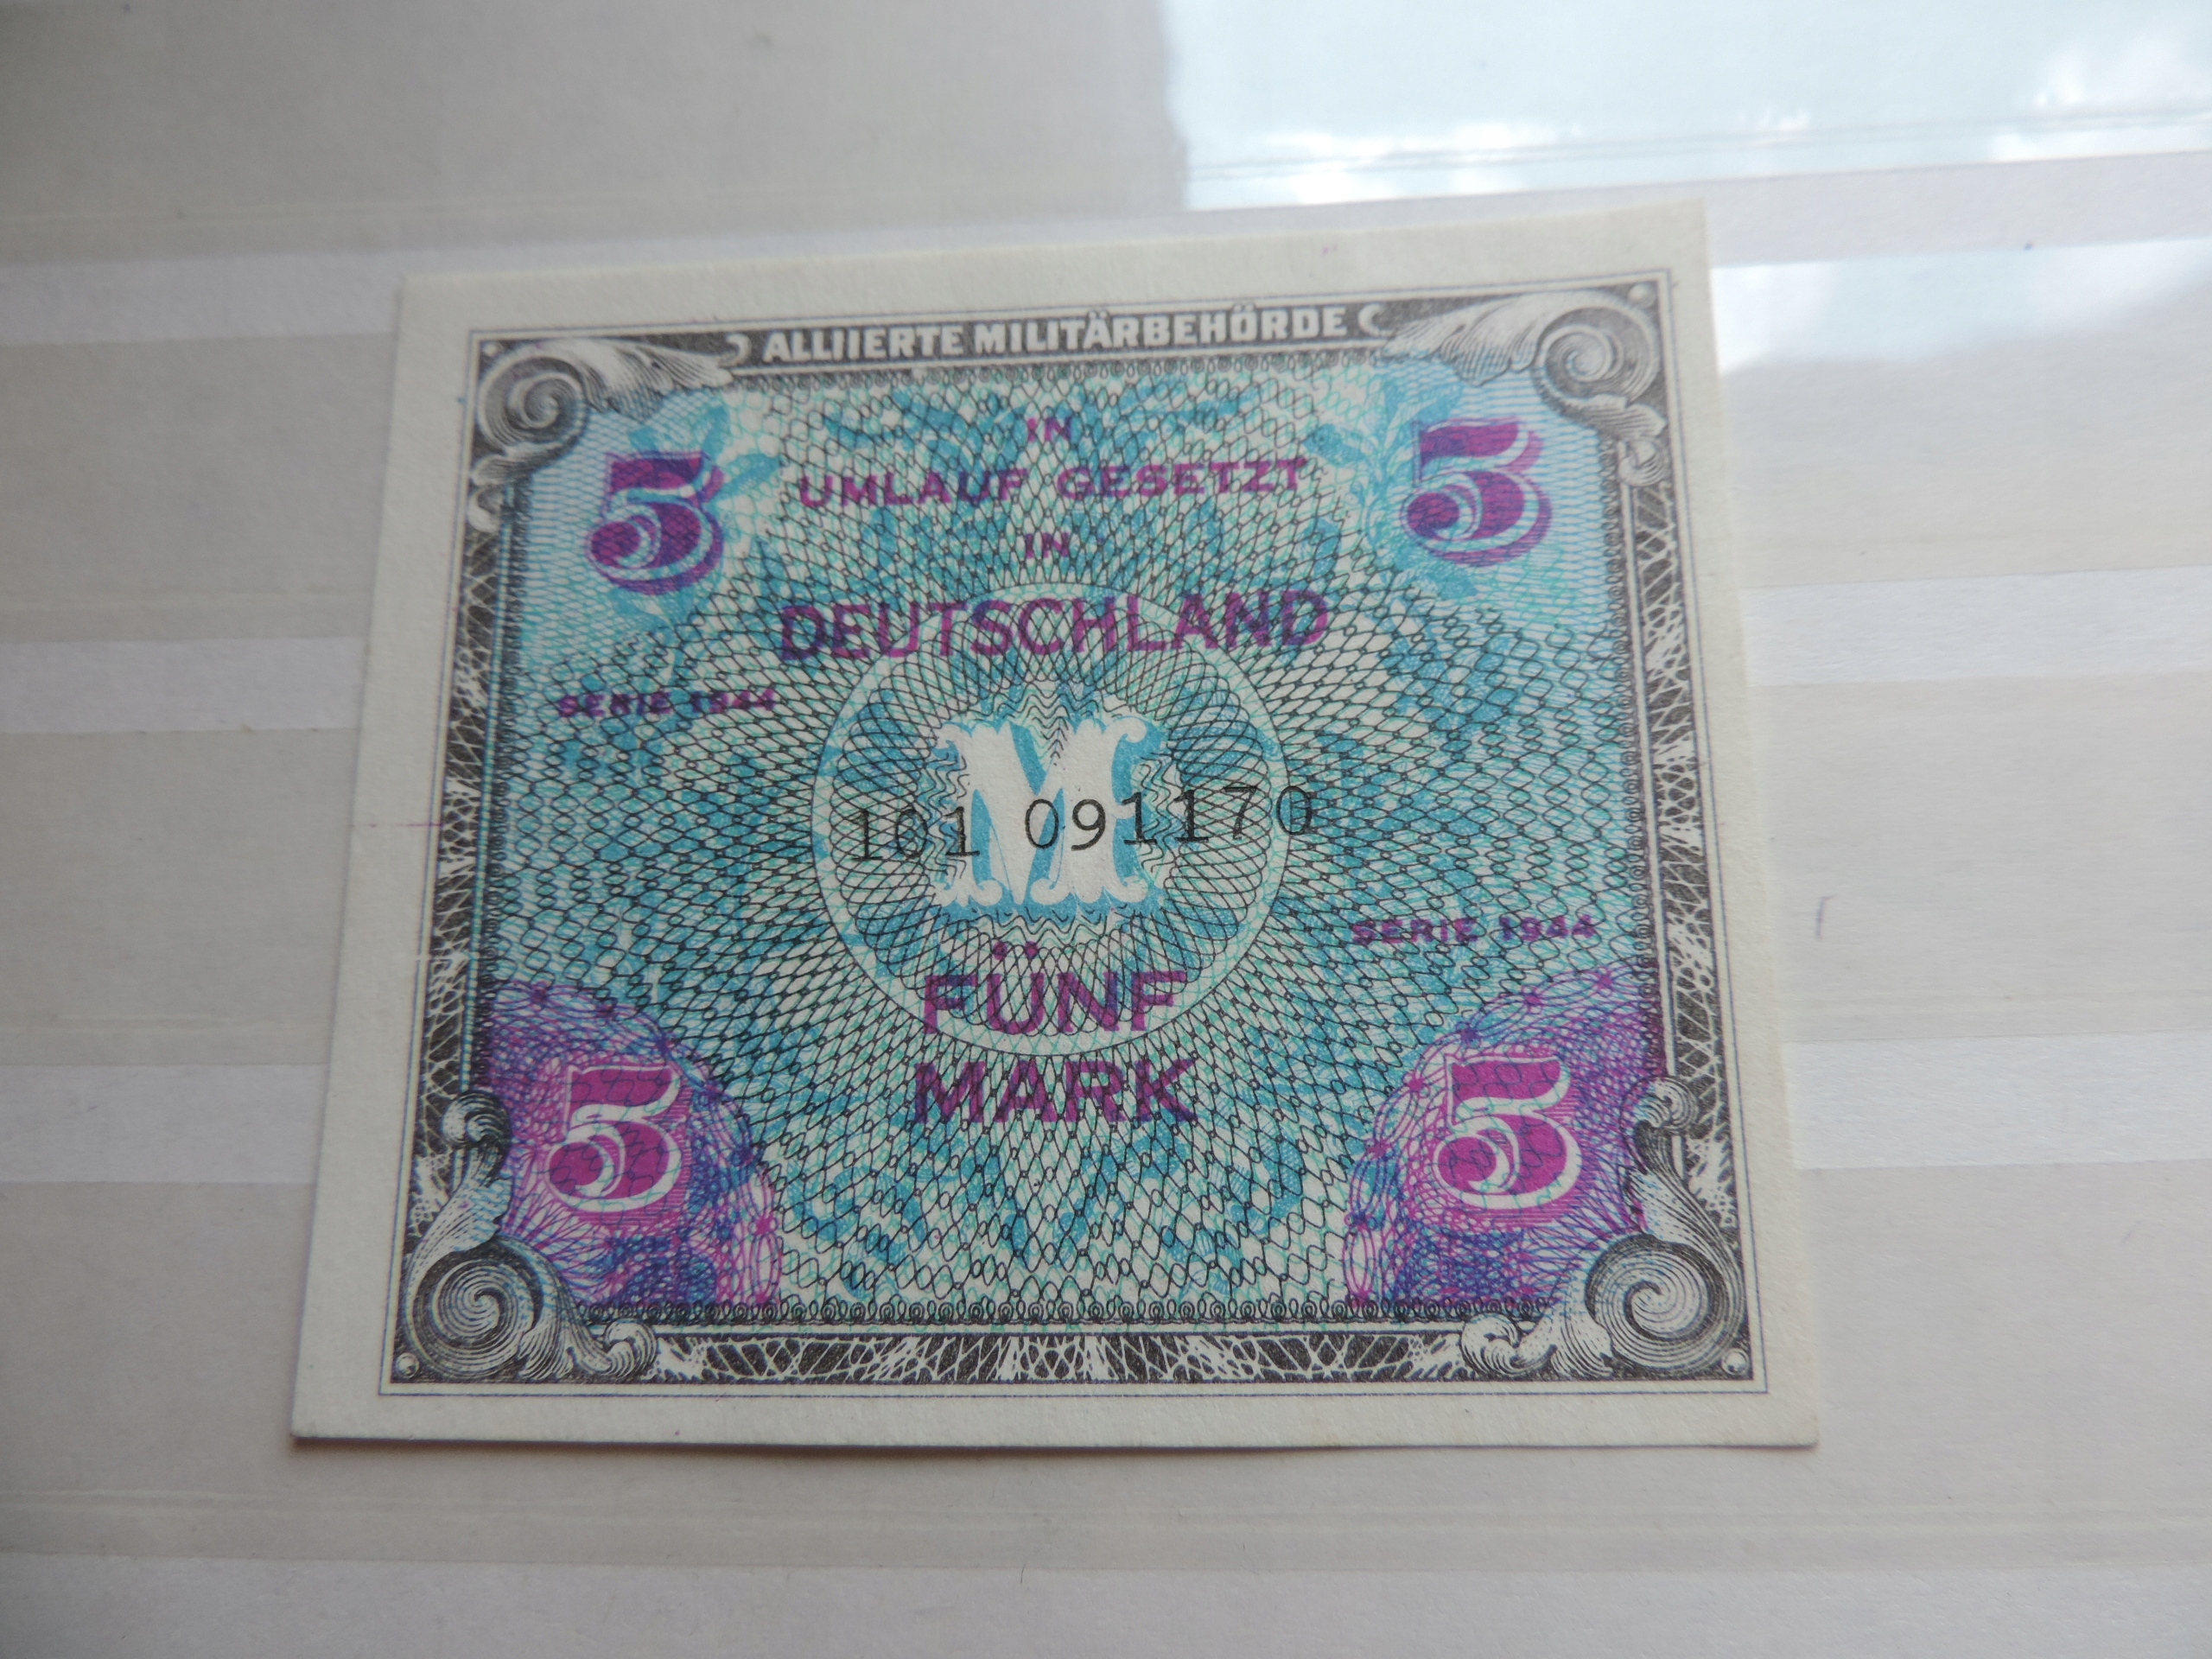 ALLIIERTE MILITÄRBEHÖRDE
IN
5 UMLAUF GESETZT 5
IN
DEUTSCHLAND
SERIE 1944
M
101 091170
SERIE 1944
FÜNF
MARK
5 5